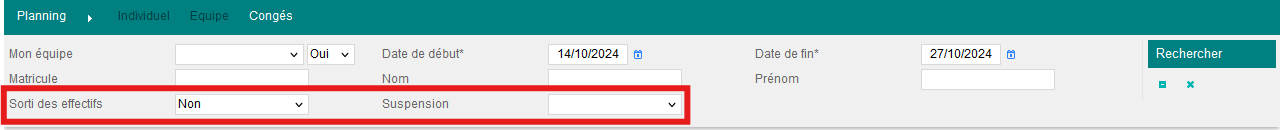 Planning Individuel Equipe Congés
Mon équipe Oui Date de début* 14/10/2024 Date de fin* 27/10/2024 Rechercher
Matricule Nom Prénom
Sorti des effectifs Non Suspension